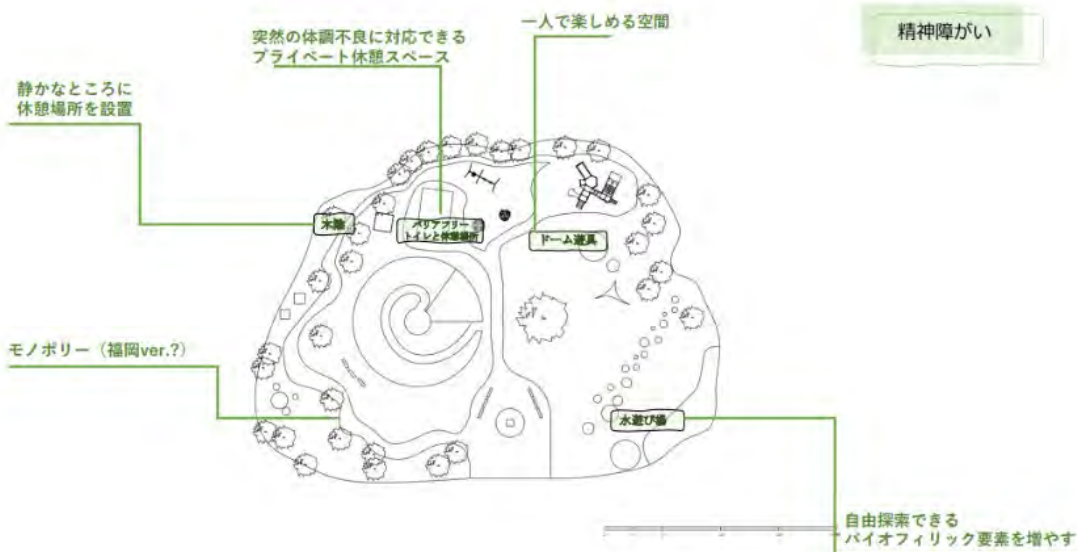 精神障がい
一人で楽しめる空間
突然の体調不良に対応できる
プライベート休憩スペース
静かなところに
休憩場所を設置
木陰
バリアフリー
トイレと休憩場所
ドーム遊具
モノポリー（福岡ver.?）
水遊び場
自由探索できる
バイオフィリック要素を増やす